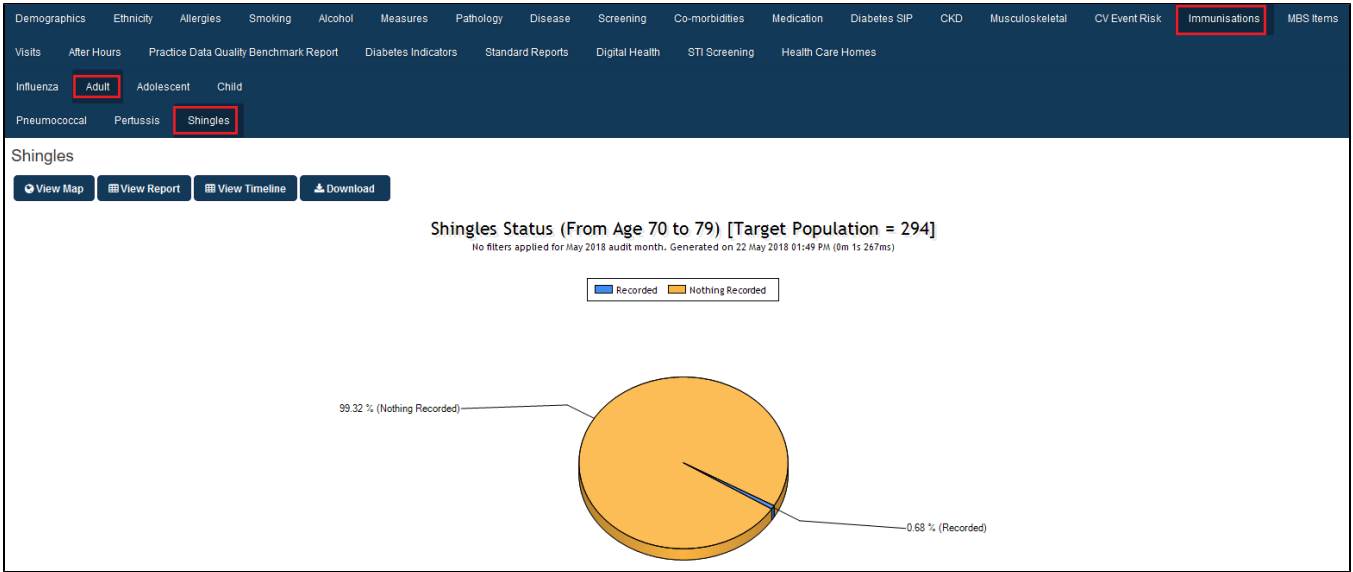 Demographics Ethnicity Allergies Smoking Alcohol Measures Pathology Disease Screening Co-morbidities Medication Diabetes SIP CKD Musculoskeletal CV Event Risk Immunisations MBS Items
Visits After Hours Practice Data Quality Benchmark Report Diabetes Indicators Standard Reports Digital Health STI Screening Health Care Homes
Influenza Adult Adolescent Child
Pneumococcal Pertussis Shingles
Shingles
View Map View Report View Timeline Download
Shingles Status (From Age 70 to 79) [Target Population = 294]
No filters applied for May 2018 audit month. Generated on 22 May 2018 01:49 PM (0m 1s 267ms)
Recorded Nothing Recorded
99.32 % (Nothing Recorded)
0.68 % (Recorded)